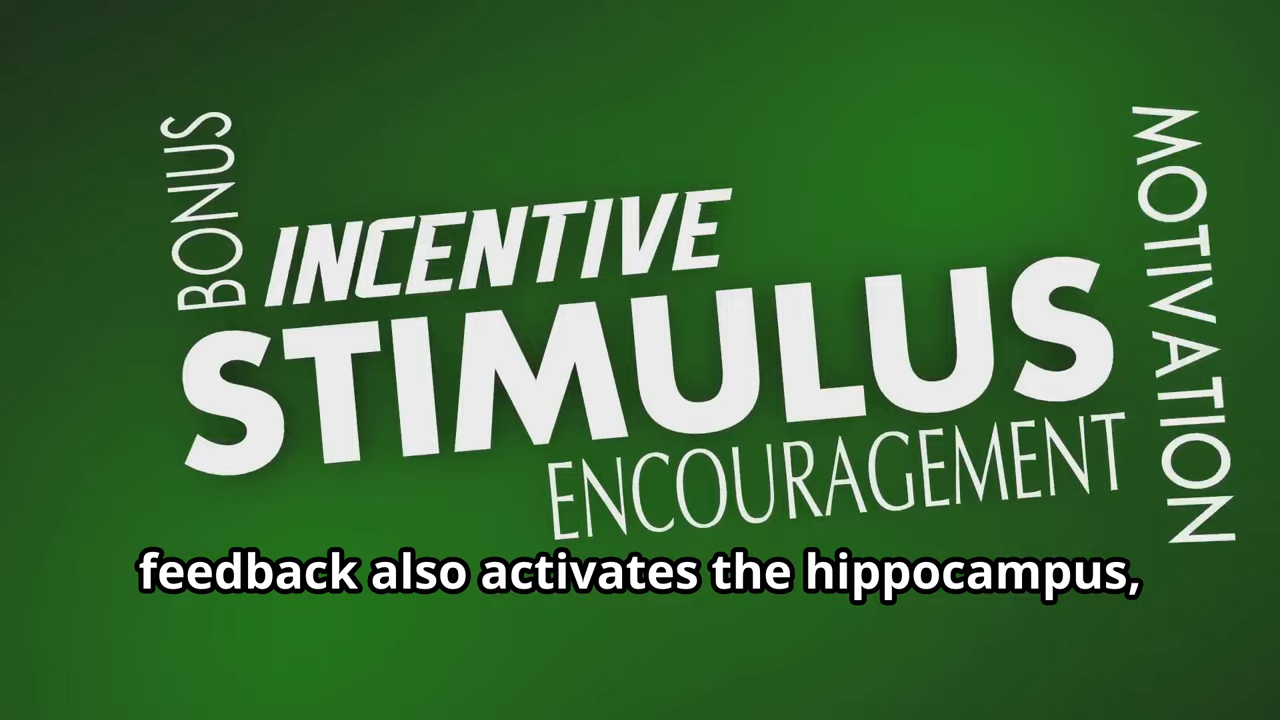 BONUS
INCENTIVE
STIMULUS
ENCOURAGEMENT
MOTIVATION
feedback also activates the hippocampus,